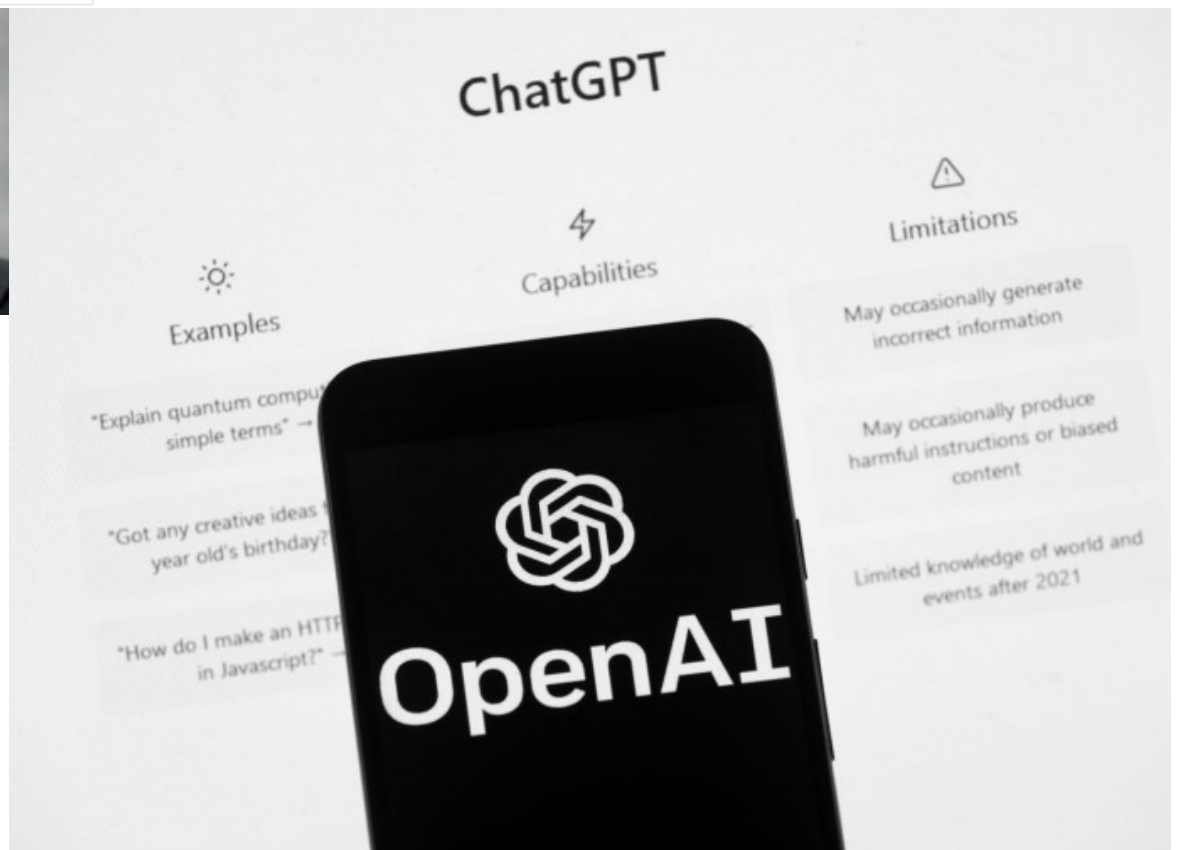 ChatGPT
Examples
"Explain quantum
simple terms" →
"Got any creative ideas
year old's birthday?"
"How do I make an
in Javascript?" →
Capabilities
Limitations
May occasionally generate
incorrect information
May occasionally produce
harmful instructions or biased
content
Limited knowledge of world and
events after 2021
OpenAI